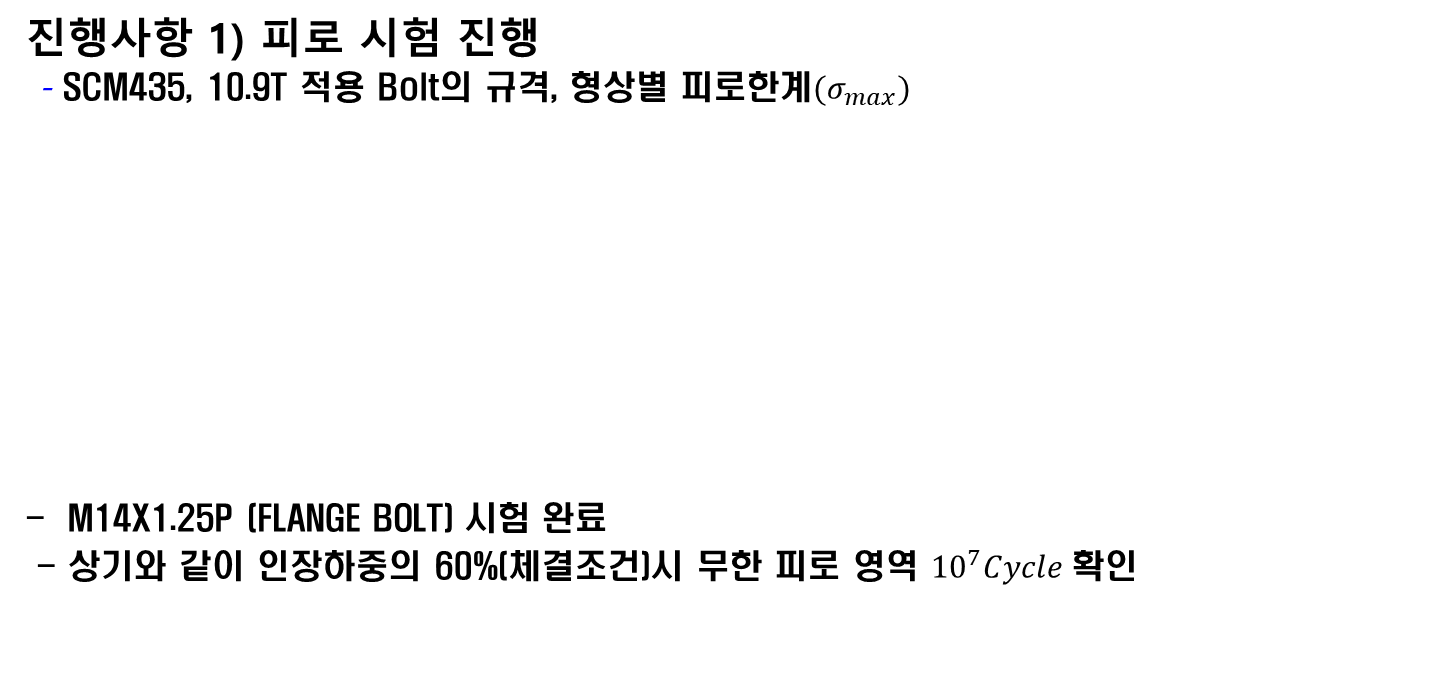 진행사항 1) 피로 시험 진행
- SCM435, 10.9T 적용 Bolt의 규격, 형상별 피로한계(σ_max)
– M14X1.25P (FLANGE BOLT) 시험 완료
– 상기와 같이 인장하중의 60%(체결조건)시 무한 피로 영역 10⁷Cycle 확인